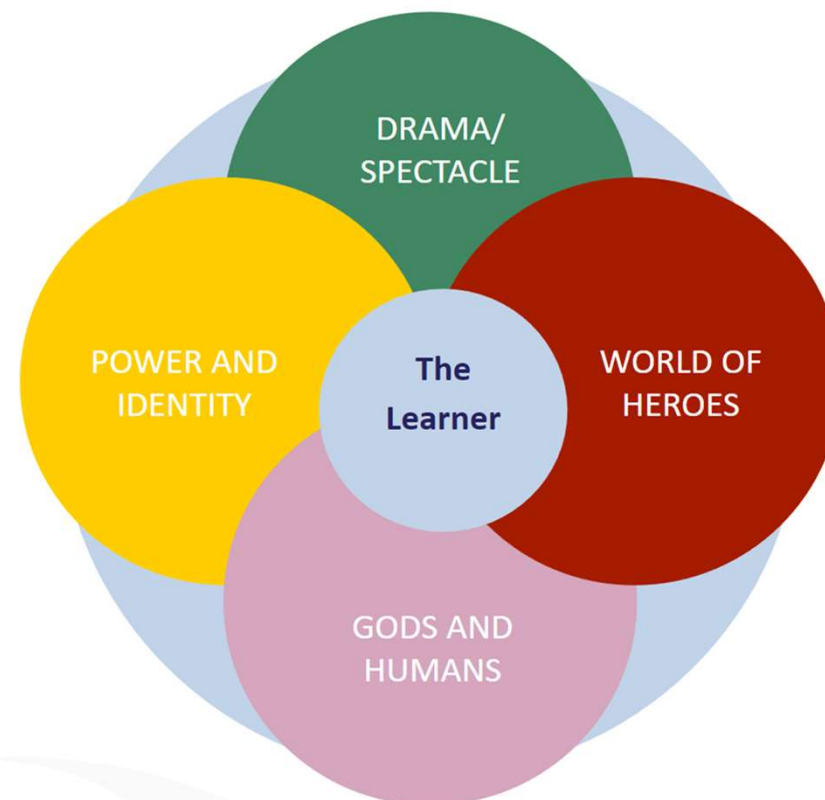 DRAMA/
SPECTACLE
POWER AND
IDENTITY
The
Learner
WORLD OF
HEROES
GODS AND
HUMANS